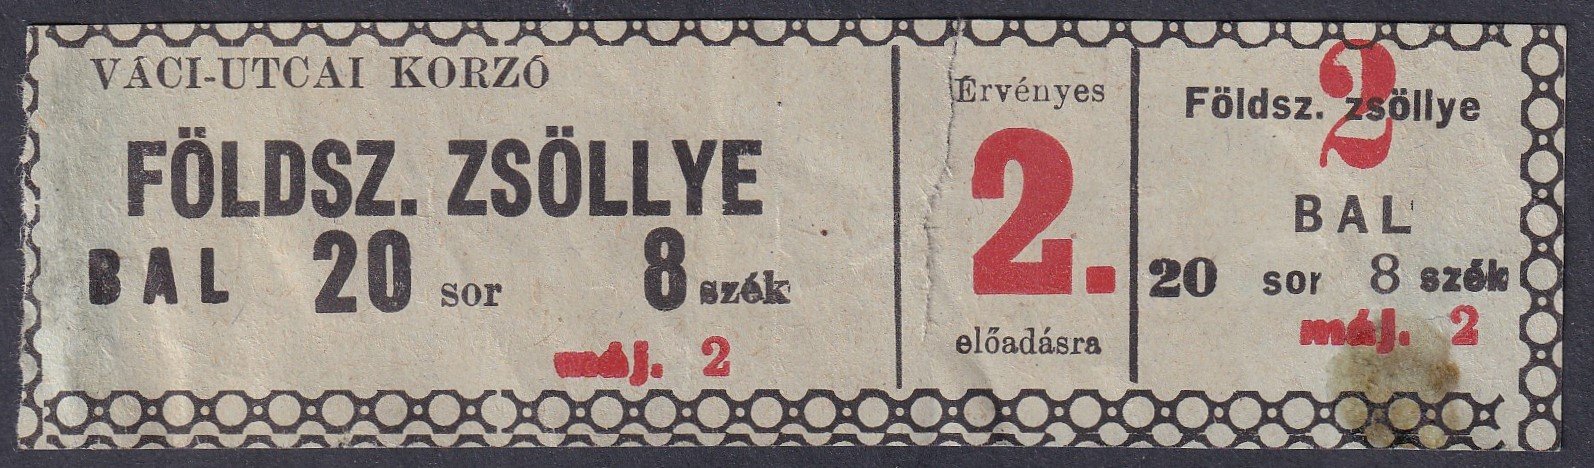 VÁCI-UTCAI KORZÓ
FÖLDSZ. ZSÖLLYE
BAL 20 sor 8 szék
máj. 2
Érvényes
2.
előadásra
2
Földsz. zsöllye
BAL
20 sor 8 szék
máj. 2